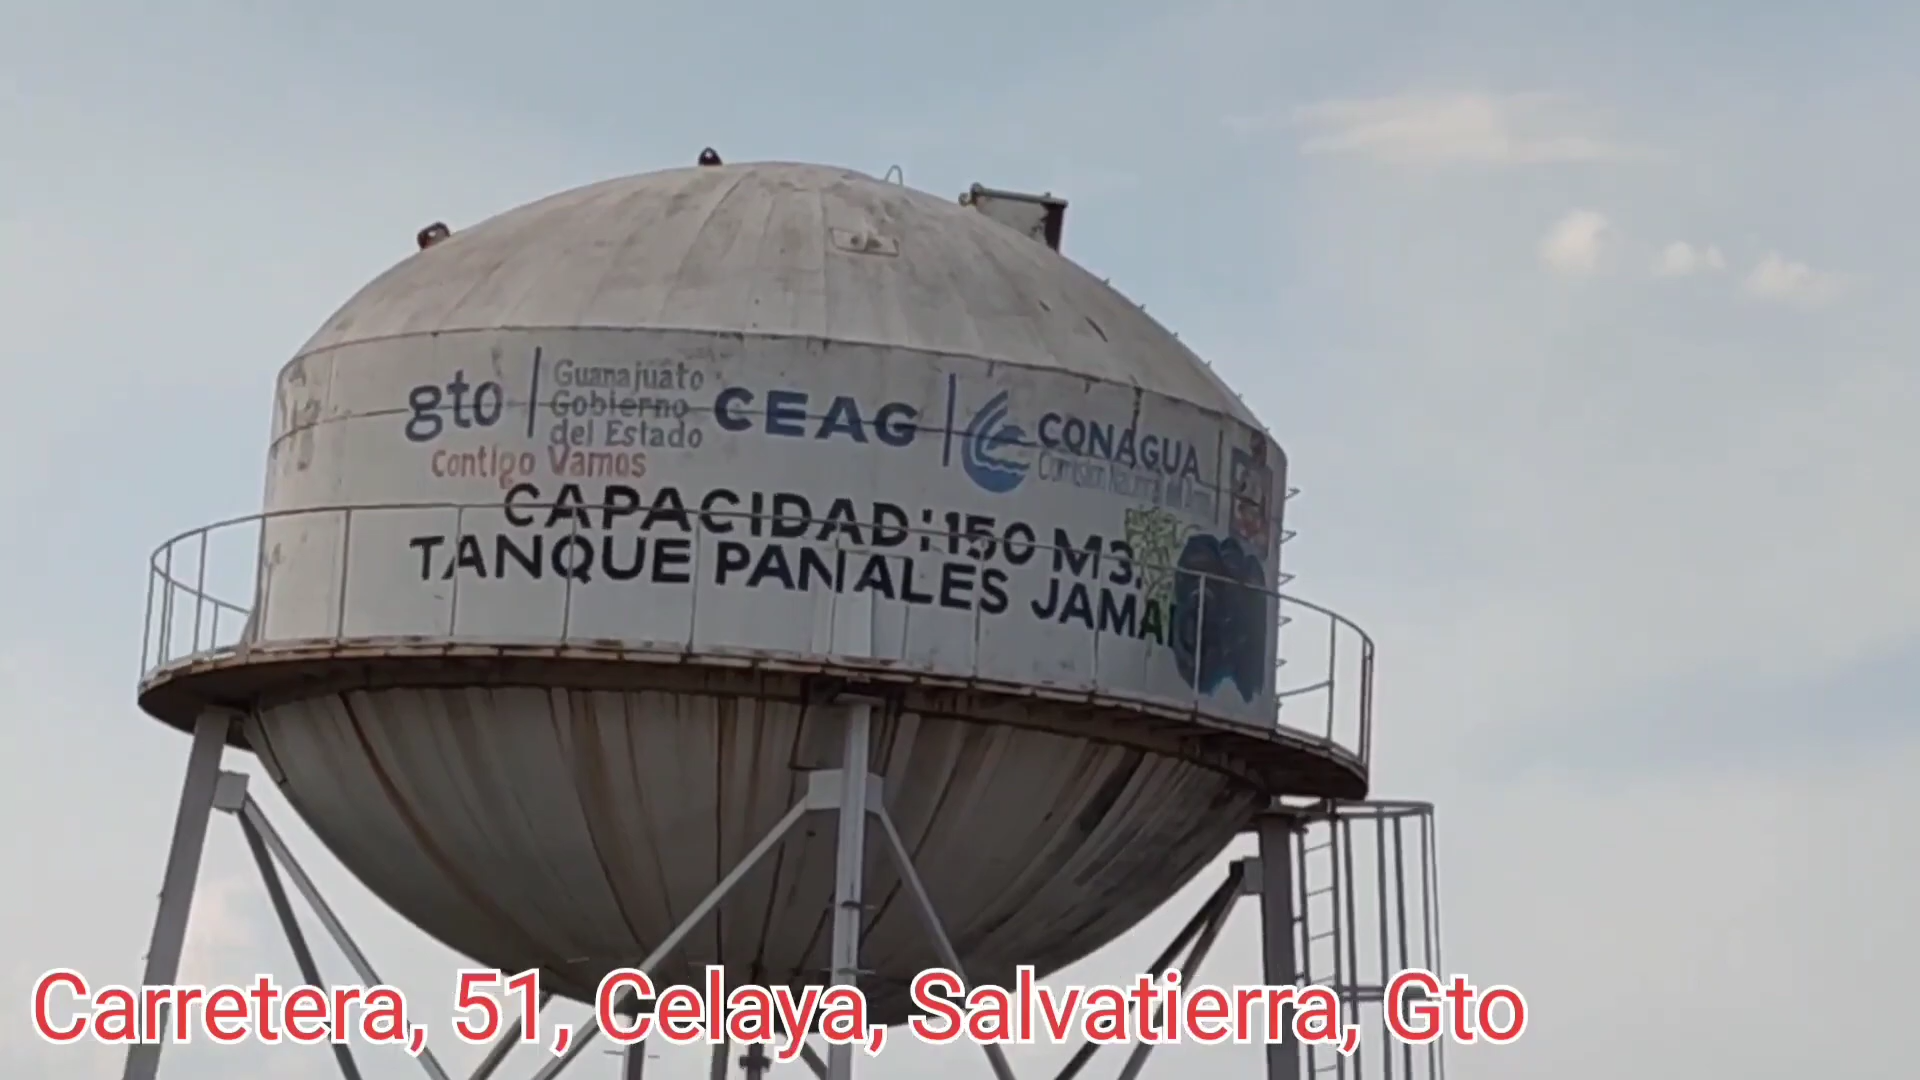 gto
Guanajuato
Gobierno
del Estado
Contigo Vamos
CEAG
CONAGUA
CAPACIDAD: 150 M3.
TANQUE PANALES JAMAI
Carretera, 51, Celaya, Salvatierra, Gto